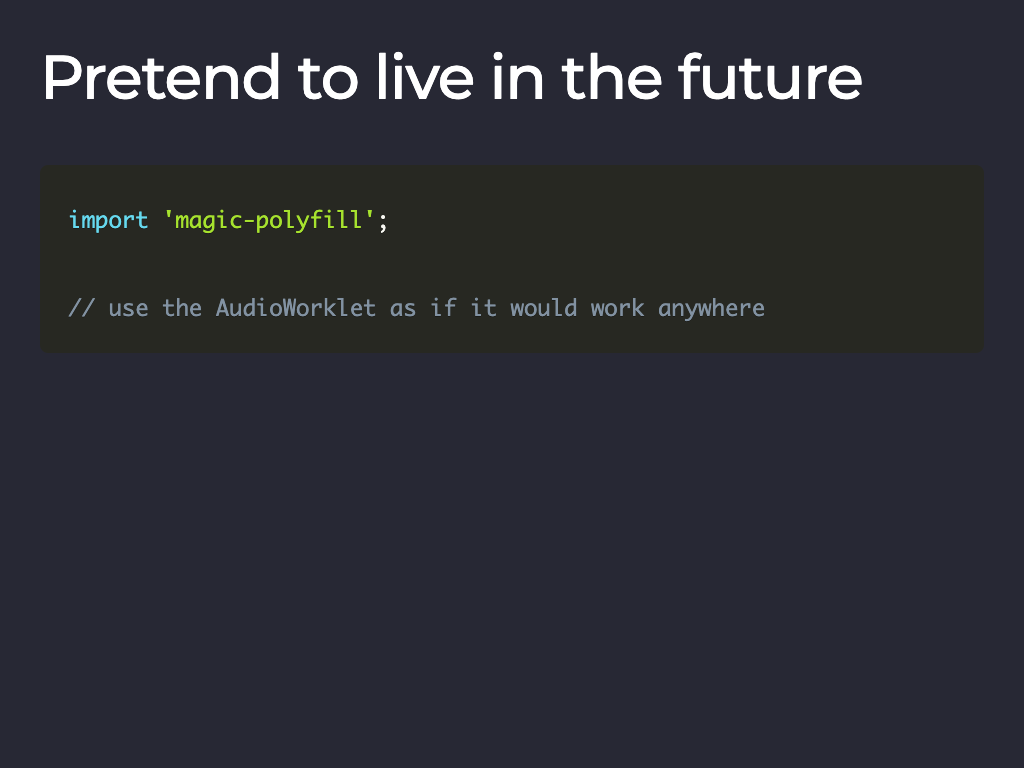 Pretend to live in the future
import 'magic-polyfill';
// use the AudioWorklet as if it would work anywhere